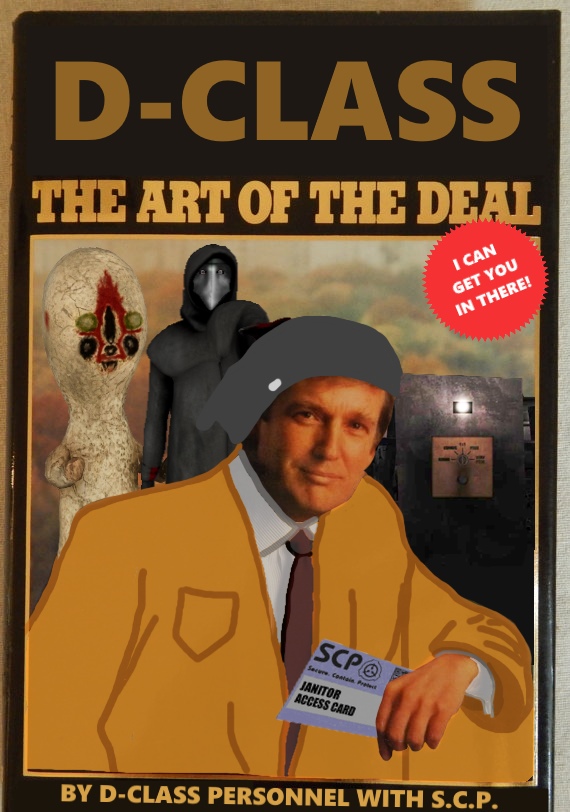 D-CLASS
THE ART OF THE DEAL
I CAN
GET YOU
IN THERE!
SCP
Secure. Contain. Protect
JANITOR
ACCESS CARD
BY D-CLASS PERSONNEL WITH S.C.P.